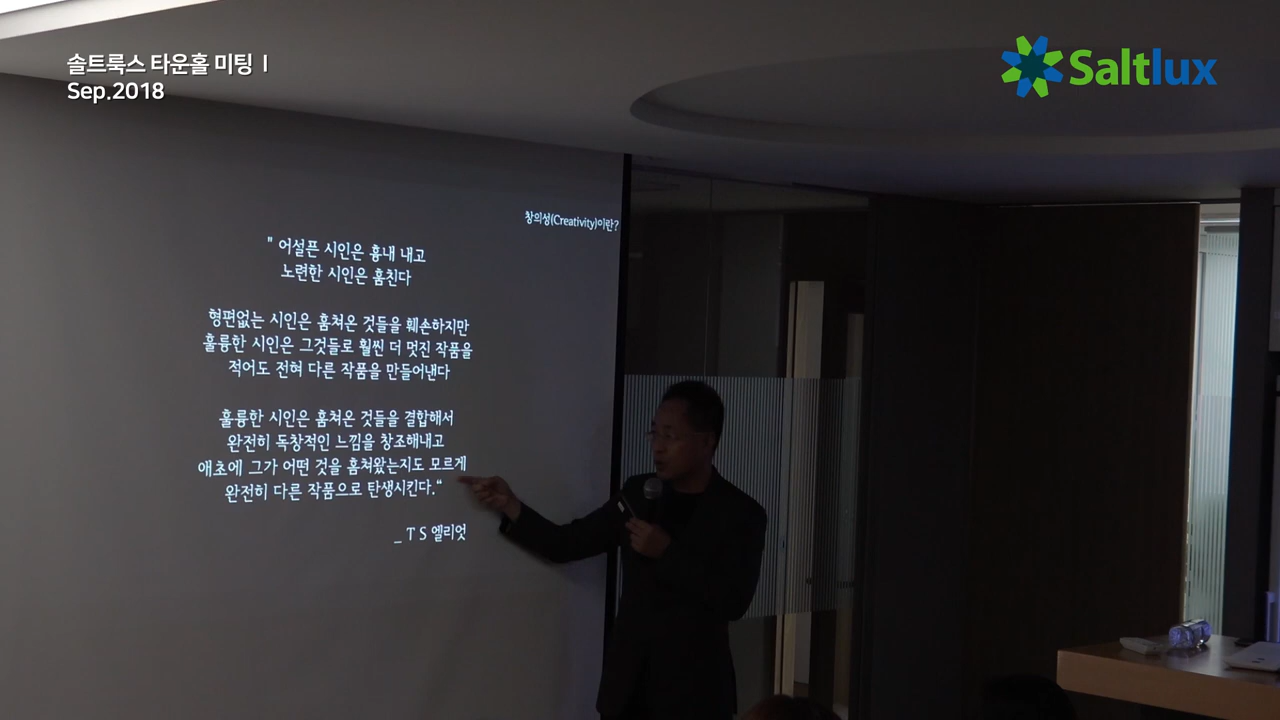 솔트룩스 타운홀 미팅 I
Sep.2018
Saltlux
창의성(Creativity)이란?
" 어설픈 시인은 흉내 내고
노련한 시인은 훔친다
형편없는 시인은 훔쳐온 것들을 훼손하지만
훌륭한 시인은 그것들로 훨씬 더 멋진 작품을
적어도 전혀 다른 작품을 만들어낸다
훌륭한 시인은 훔쳐온 것들을 결합해서
완전히 독창적인 느낌을 창조해내고
애초에 그가 어떤 것을 훔쳐왔는지도 모르게
완전히 다른 작품으로 탄생시킨다.“
_ T S 엘리엇